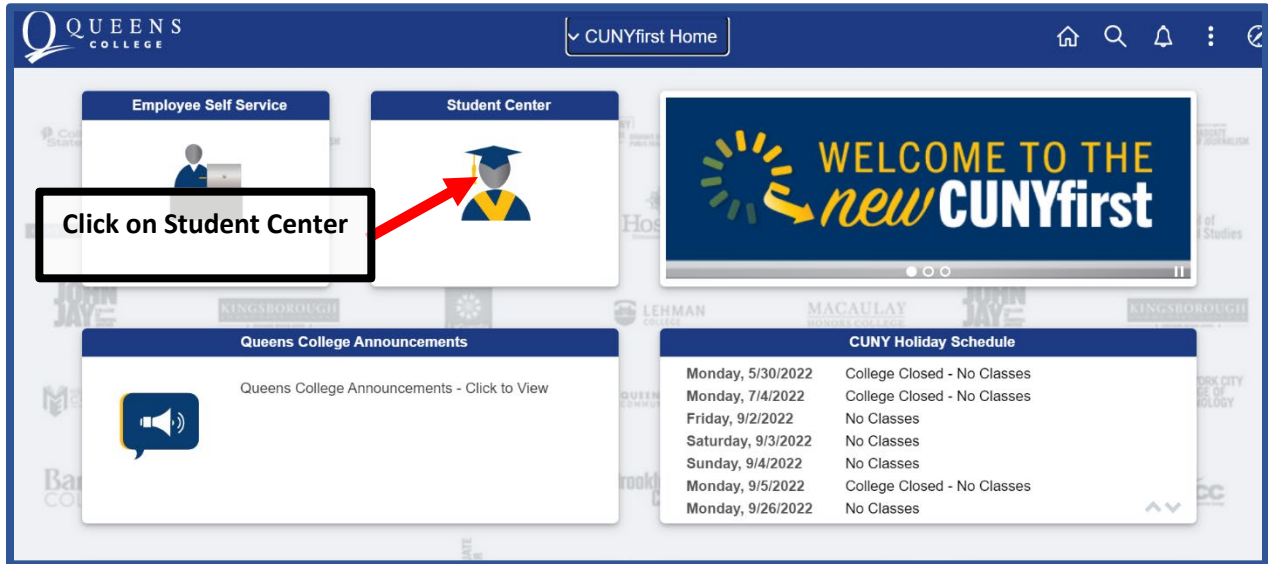 QUEENS
COLLEGE
CUNYfirst Home
Employee Self Service
Student Center
Click on Student Center
WELCOME TO THE
new CUNYfirst
JOHN
JAY
KINGSBOROUGH
LEHMAN
COLLEGE
MACAULAY
HONORS COLLEGE
JOHN
JAY
KINGSBOROUGH
Queens College Announcements
Queens College Announcements - Click to View
CUNY Holiday Schedule
Monday, 5/30/2022 College Closed - No Classes
Monday, 7/4/2022 College Closed - No Classes
Friday, 9/2/2022 No Classes
Saturday, 9/3/2022 No Classes
Sunday, 9/4/2022 No Classes
Monday, 9/5/2022 College Closed - No Classes
Monday, 9/26/2022 No Classes